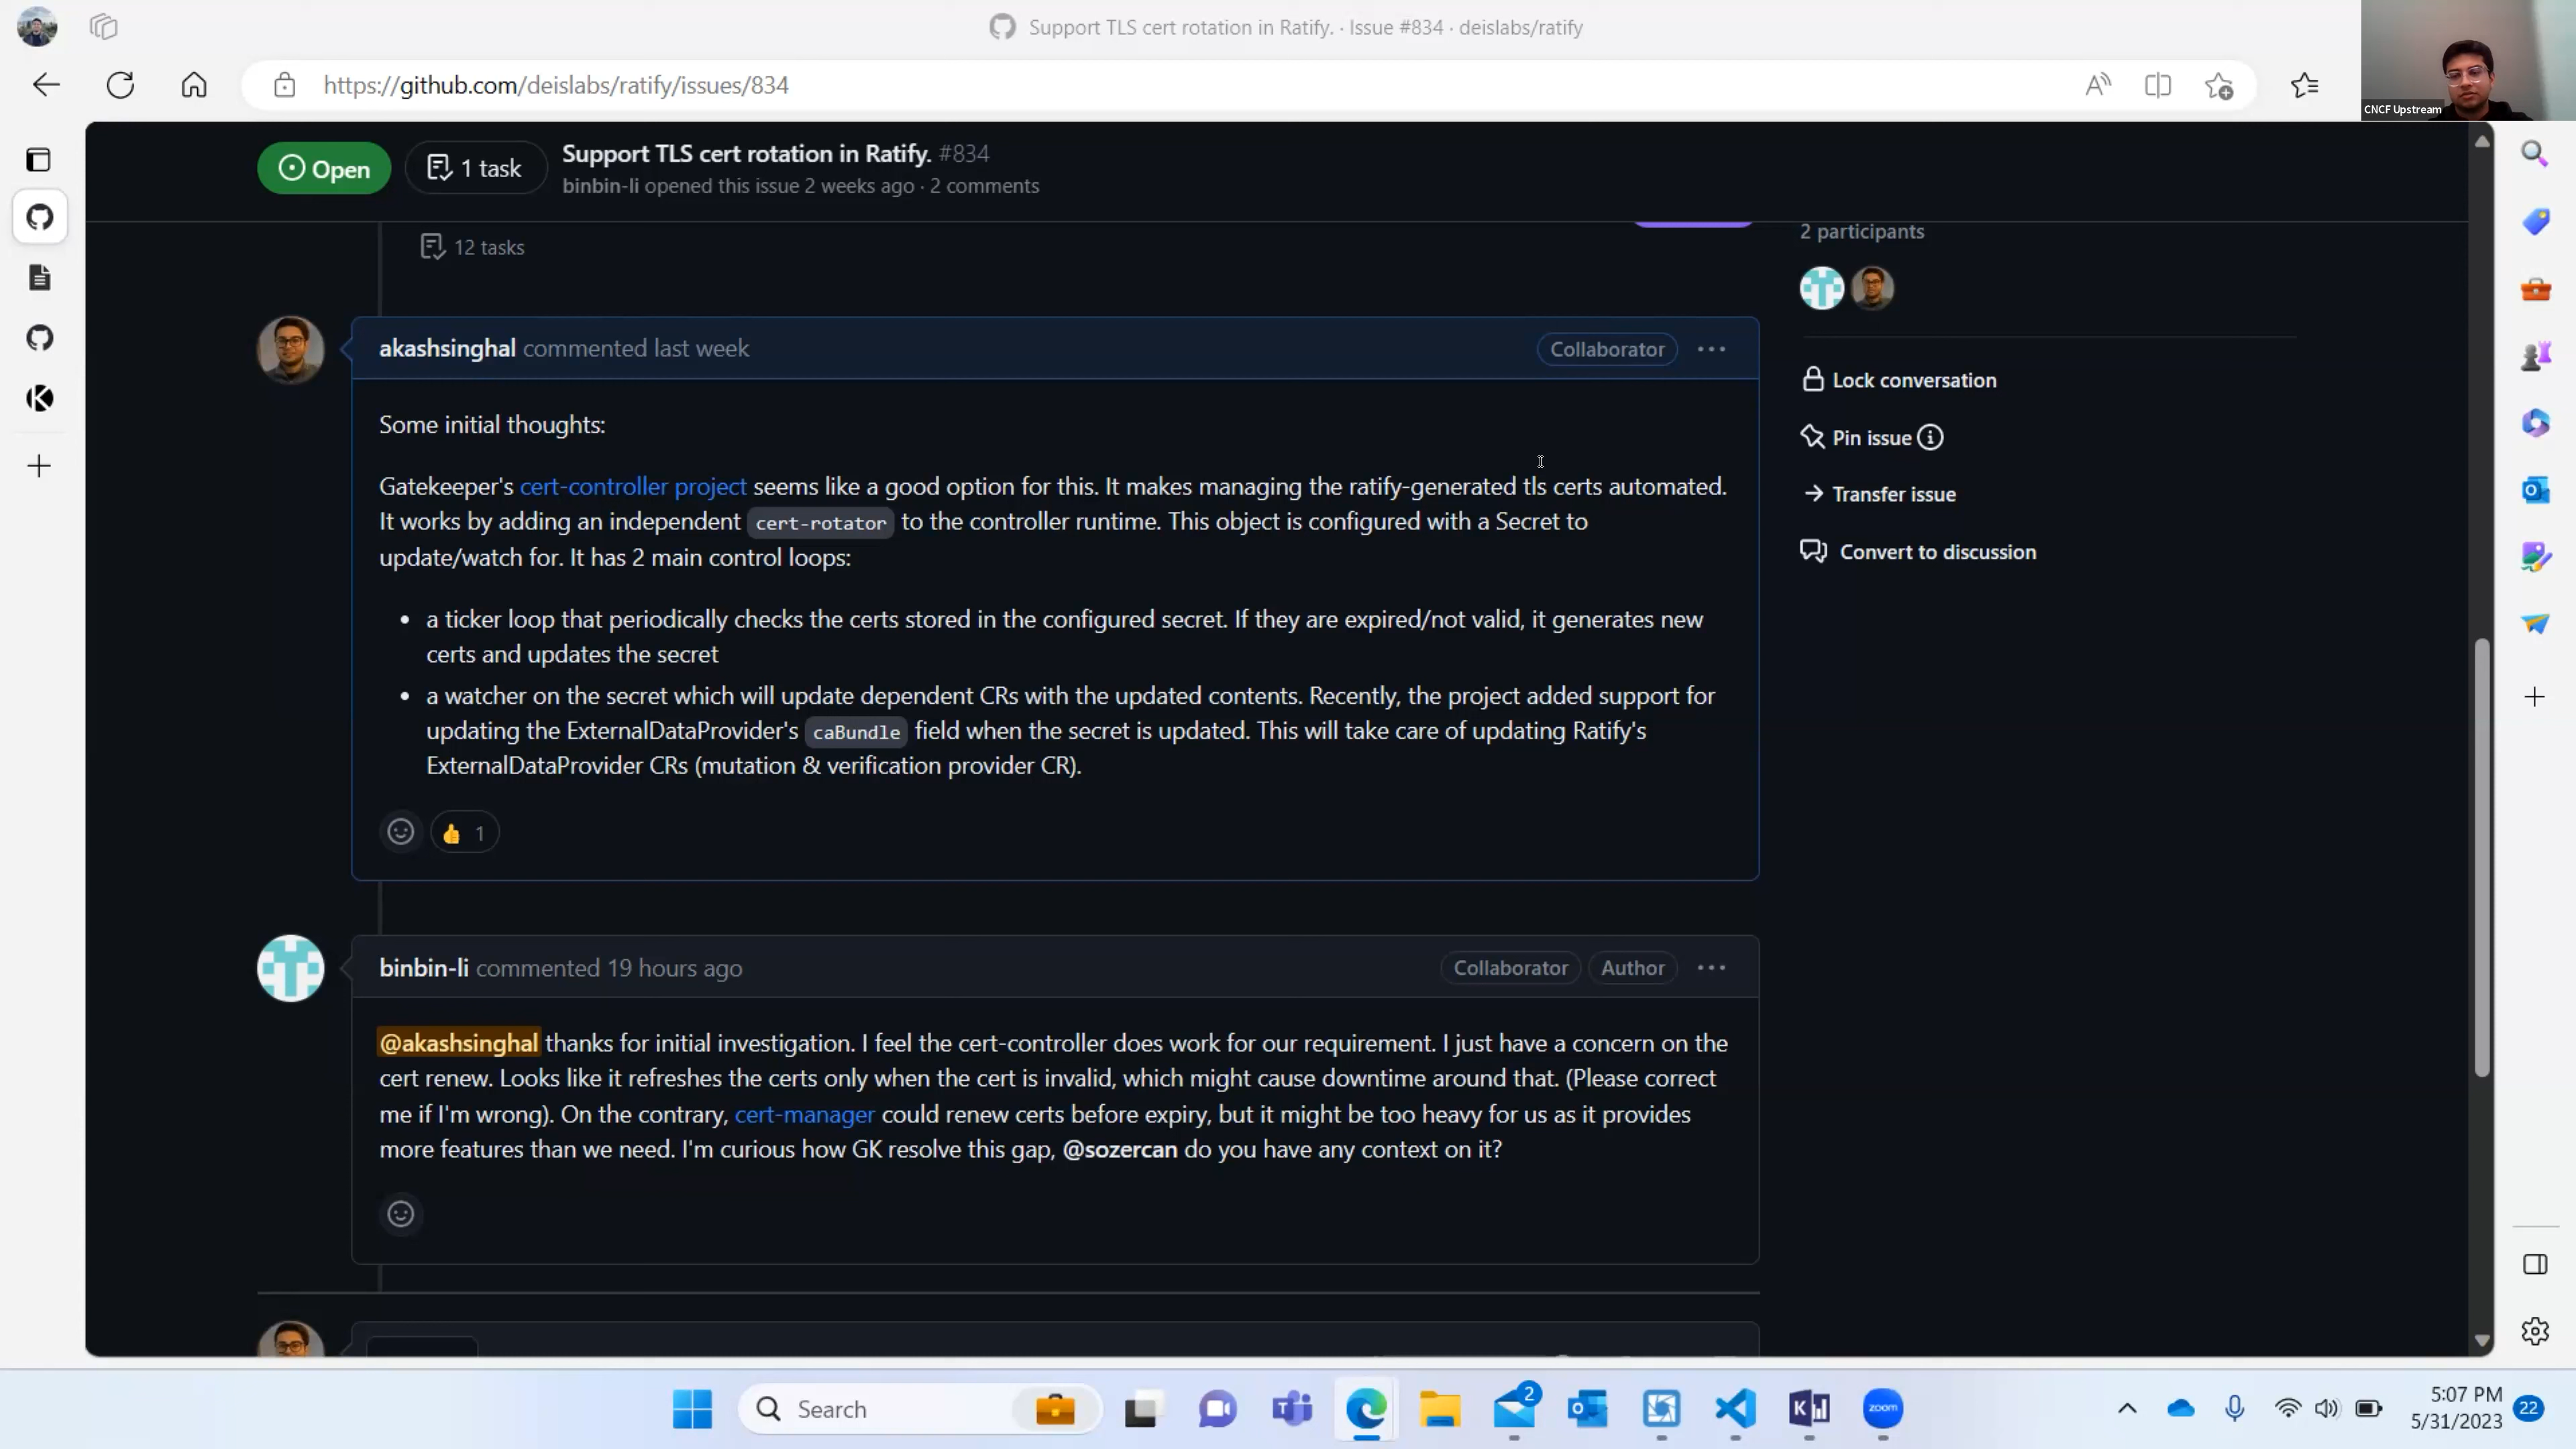 Support TLS cert rotation in Ratify. · Issue #834 · deislabs/ratify
https://github.com/deislabs/ratify/issues/834
CNCF Upstream
Open
1 task
Support TLS cert rotation in Ratify. #834
binbin-li opened this issue 2 weeks ago · 2 comments
12 tasks
2 participants
akashsinghal commented last week
Collaborator
Some initial thoughts:
Gatekeeper's cert-controller project seems like a good option for this. It makes managing the ratify-generated tls certs automated.
It works by adding an independent cert-rotator to the controller runtime. This object is configured with a Secret to
update/watch for. It has 2 main control loops:
• a ticker loop that periodically checks the certs stored in the configured secret. If they are expired/not valid, it generates new
certs and updates the secret
• a watcher on the secret which will update dependent CRs with the updated contents. Recently, the project added support for
updating the ExternalDataProvider's caBundle field when the secret is updated. This will take care of updating Ratify's
ExternalDataProvider CRs (mutation & verification provider CR).
👍 1
Lock conversation
Pin issue
Transfer issue
Convert to discussion
binbin-li commented 19 hours ago
Collaborator
Author
@akashsinghal thanks for initial investigation. I feel the cert-controller does work for our requirement. I just have a concern on the
cert renew. Looks like it refreshes the certs only when the cert is invalid, which might cause downtime around that. (Please correct
me if I'm wrong). On the contrary, cert-manager could renew certs before expiry, but it might be too heavy for us as it provides
more features than we need. I'm curious how GK resolve this gap, @sozercan do you have any context on it?
Search
2
zoom
5:07 PM
5/31/2023
22